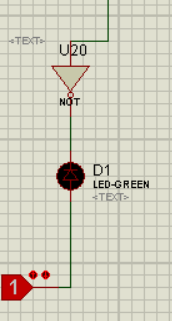 <TEXT>
U20
NOT
D1
LED-GREEN
<TEXT>
1